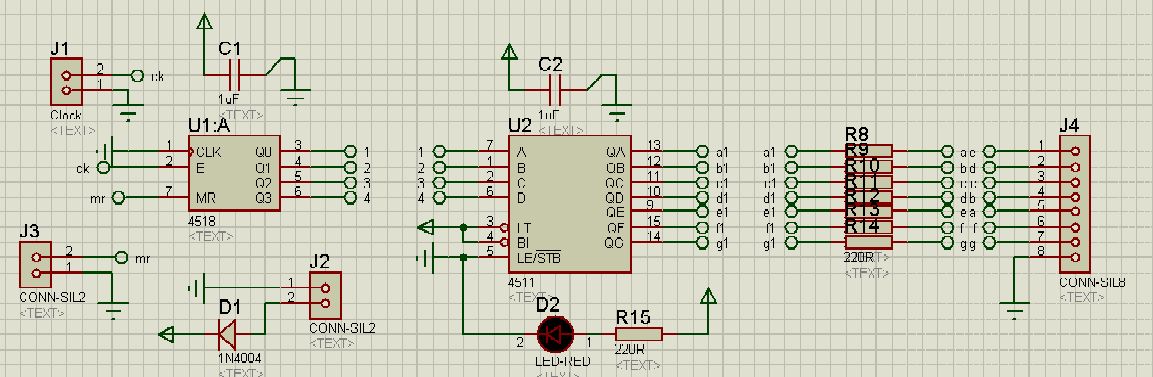 J1
2
1
ck
Clock
<TEXT>
C1
1uF
<TEXT>
C2
1uF
<TEXT>
U1:A
1 CLK Q0 3 1
ck 2 E Q1 4 2
Q2 5 3
mr 7 MR Q3 6 4
4518
<TEXT>
U2
1 7 A QA 13 a1
2 1 B QB 12 b1
3 2 C QC 11 c1
4 6 D QD 10 d1
QE 9 e1
3 LT QF 15 f1
4 BI QG 14 g1
5 LE/STB
4511
R8
R9
R10
R14
a1
b1
c1
d1
e1
f1
g1
220R
<TEXT>
J4
a c 1
b d 2
3
d b 4
e a 5
f f 6
g g 7
8
CONN-SIL8
<TEXT>
J3
2
1
mr
CONN-SIL2
<TEXT>
J2
1
2
CONN-SIL2
<TEXT>
D1
1N4004
<TEXT>
D2
2
1
LED-RED
<TEXT>
R15
220R
<TEXT>